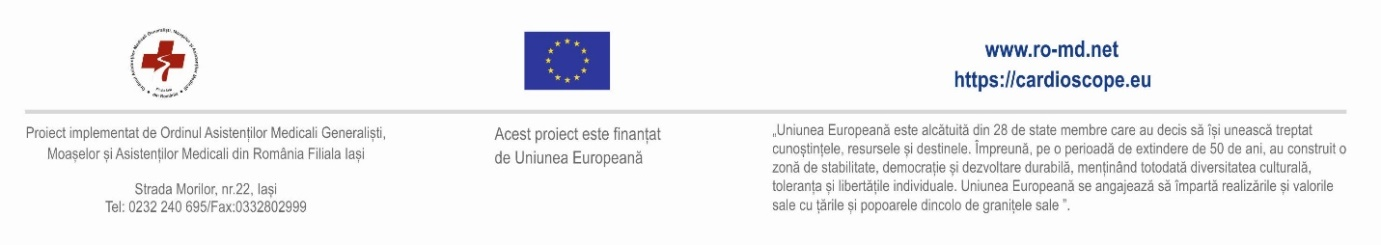 www.ro-md.net
https://cardioscope.eu
Proiect implementat de Ordinul Asistenților Medicali Generaliști,
Moașelor și Asistenților Medicali din România Filiala Iași
Strada Morilor, nr.22, Iași
Tel: 0232 240 695/Fax:0332802999
Acest proiect este finanțat
de Uniunea Europeană
„Uniunea Europeană este alcătuită din 28 de state membre care au decis să își unească treptat
cunoștințele, resursele și destinele. Împreună, pe o perioadă de extindere de 50 de ani, au construit o
zonă de stabilitate, democrație și dezvoltare durabilă, menținând totodată diversitatea culturală,
toleranța și libertățile individuale. Uniunea Europeană se angajează să împartă realizările și valorile
sale cu țările și popoarele dincolo de granițele sale ”.